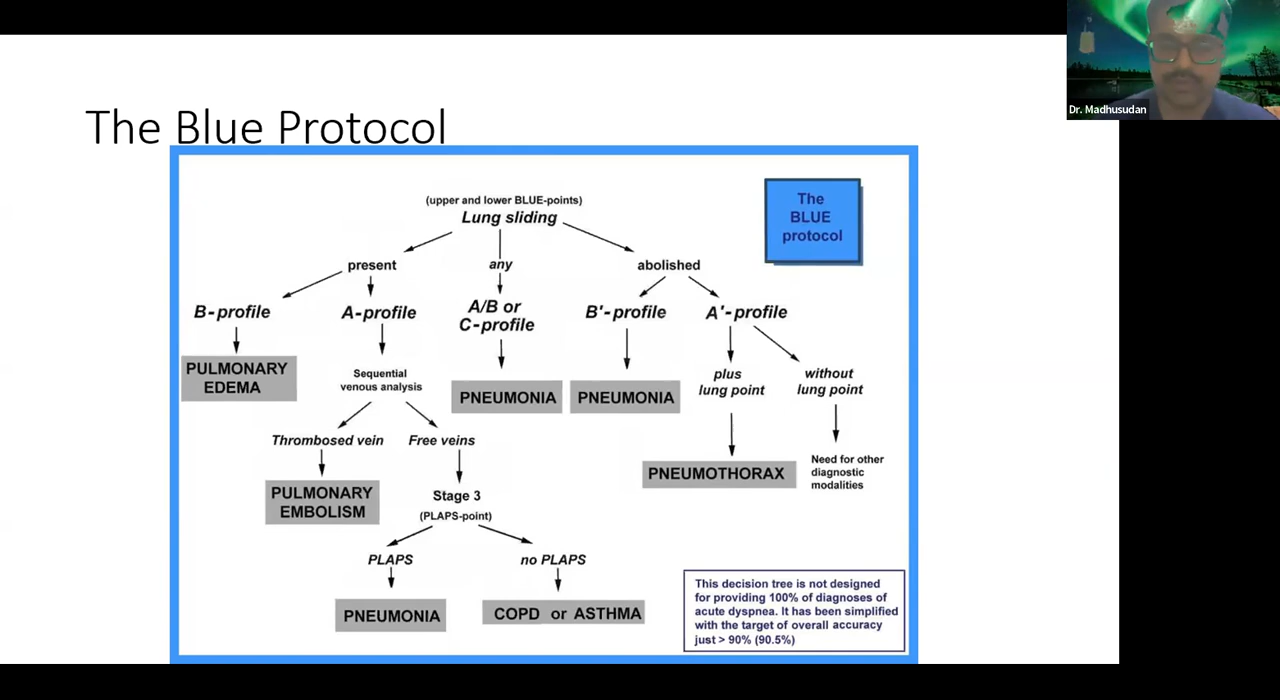 Dr. Madhusudan
The Blue Protocol
The
BLUE
protocol
(upper and lower BLUE-points)
Lung sliding
present
any
abolished
B-profile
A-profile
A/B or
C-profile
B'-profile
A'-profile
PULMONARY
EDEMA
Sequential
venous analysis
PNEUMONIA
PNEUMONIA
plus
lung point
without
lung point
Thrombosed vein
Free veins
PNEUMOTHORAX
Need for other
diagnostic
modalities
PULMONARY
EMBOLISM
Stage 3
(PLAPS-point)
PLAPS
no PLAPS
PNEUMONIA
COPD or ASTHMA
This decision tree is not designed
for providing 100% of diagnoses of
acute dyspnea. It has been simplified
with the target of overall accuracy
just > 90% (90.5%)